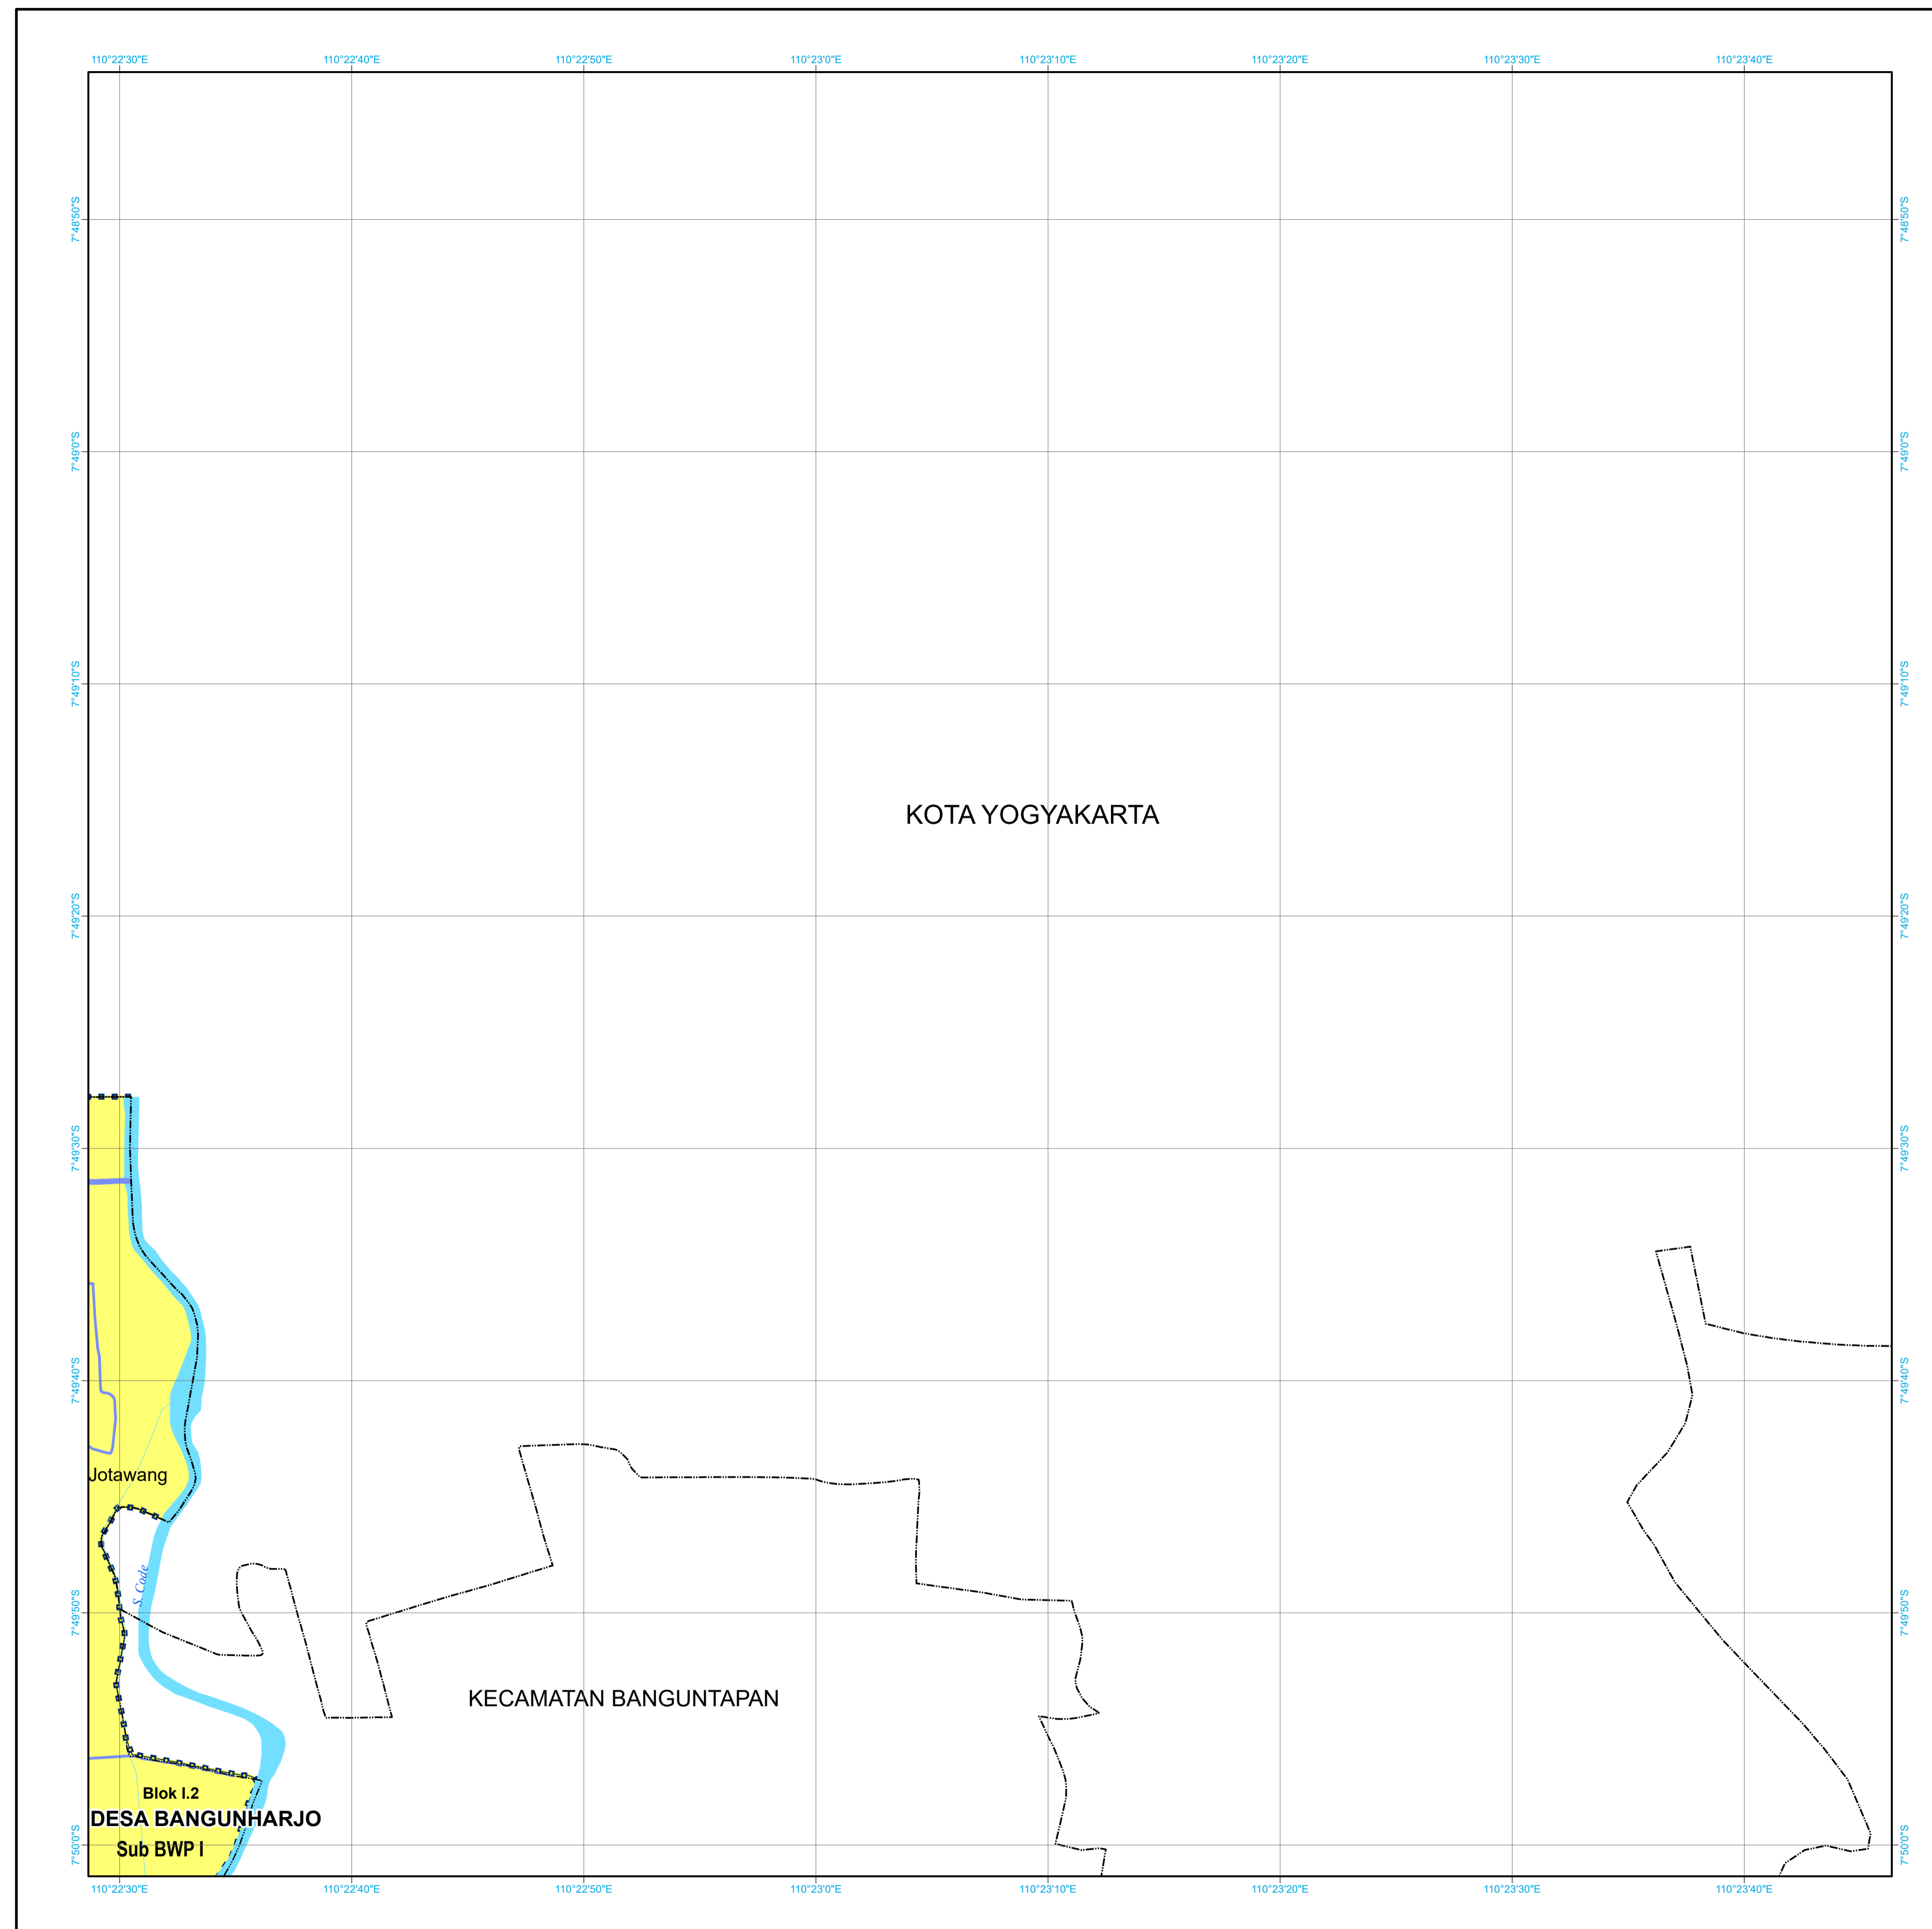 110°22'30"E 110°22'40"E 110°22'50"E 110°23'0"E 110°23'10"E 110°23'20"E 110°23'30"E 110°23'40"E
7°48'50"S 7°48'50"S
7°49'0"S 7°49'0"S
7°49'10"S 7°49'10"S
KOTA YOGYAKARTA
7°49'20"S 7°49'20"S
7°49'30"S 7°49'30"S
7°49'40"S 7°49'40"S
Jotawang
S. Code
7°49'50"S 7°49'50"S
KECAMATAN BANGUNTAPAN
Blok I.2
DESA BANGUNHARJO
Sub BWP I
7°50'0"S 7°50'0"S
110°22'30"E 110°22'40"E 110°22'50"E 110°23'0"E 110°23'10"E 110°23'20"E 110°23'30"E 110°23'40"E